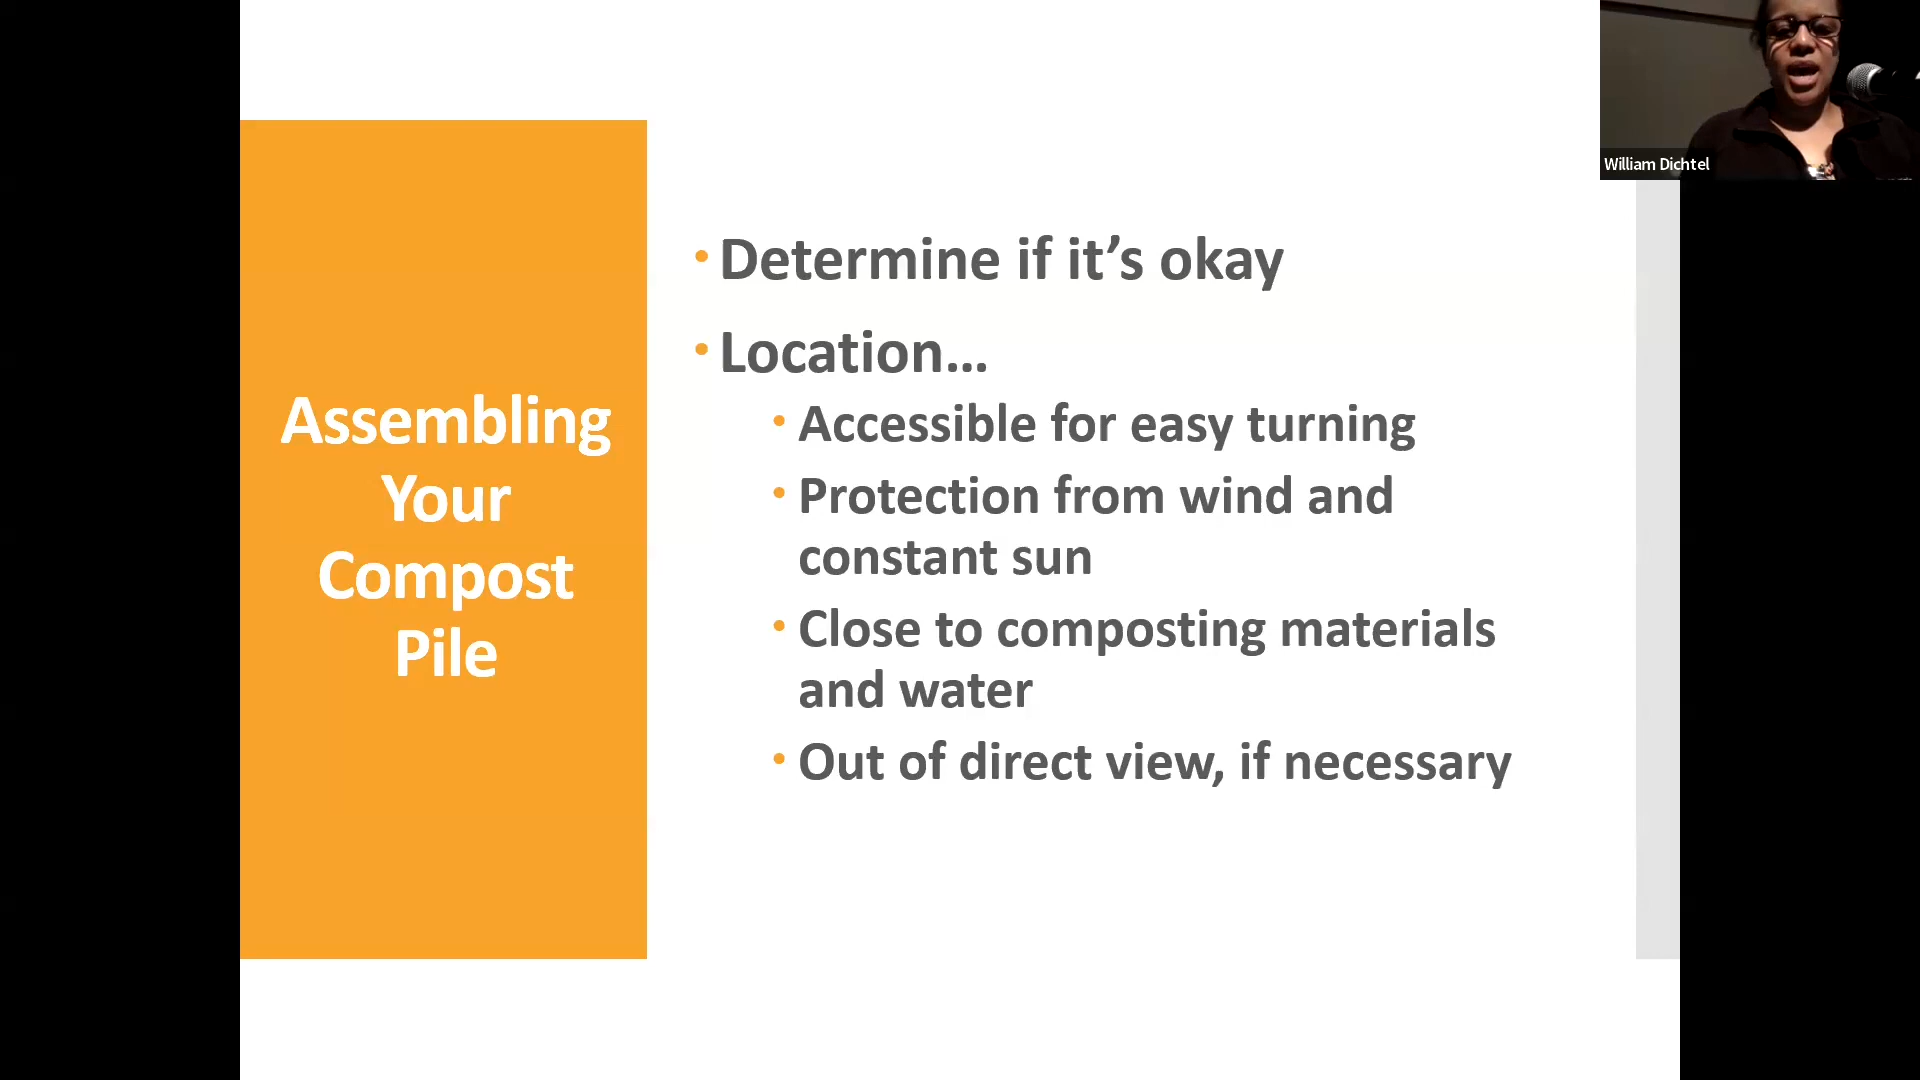 William Dichtel
Assembling
Your
Compost
Pile
• Determine if it’s okay
• Location…
• Accessible for easy turning
• Protection from wind and
constant sun
• Close to composting materials
and water
• Out of direct view, if necessary